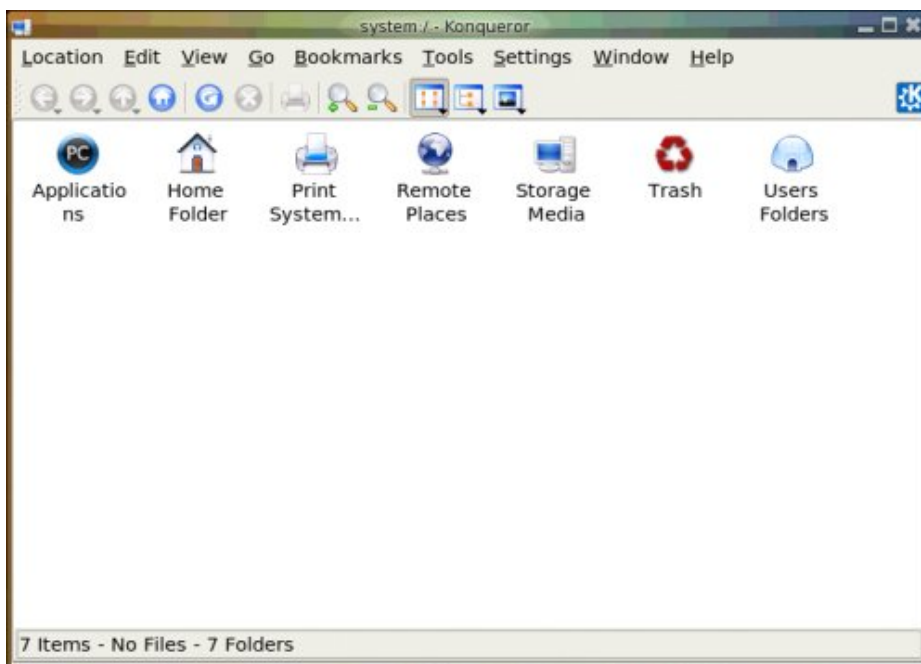 system:/ - Konqueror
Location Edit View Go Bookmarks Tools Settings Window Help
K
PC
Applicatio
ns
Home
Folder
Print
System...
Remote
Places
Storage
Media
Trash
Users
Folders
7 Items - No Files - 7 Folders